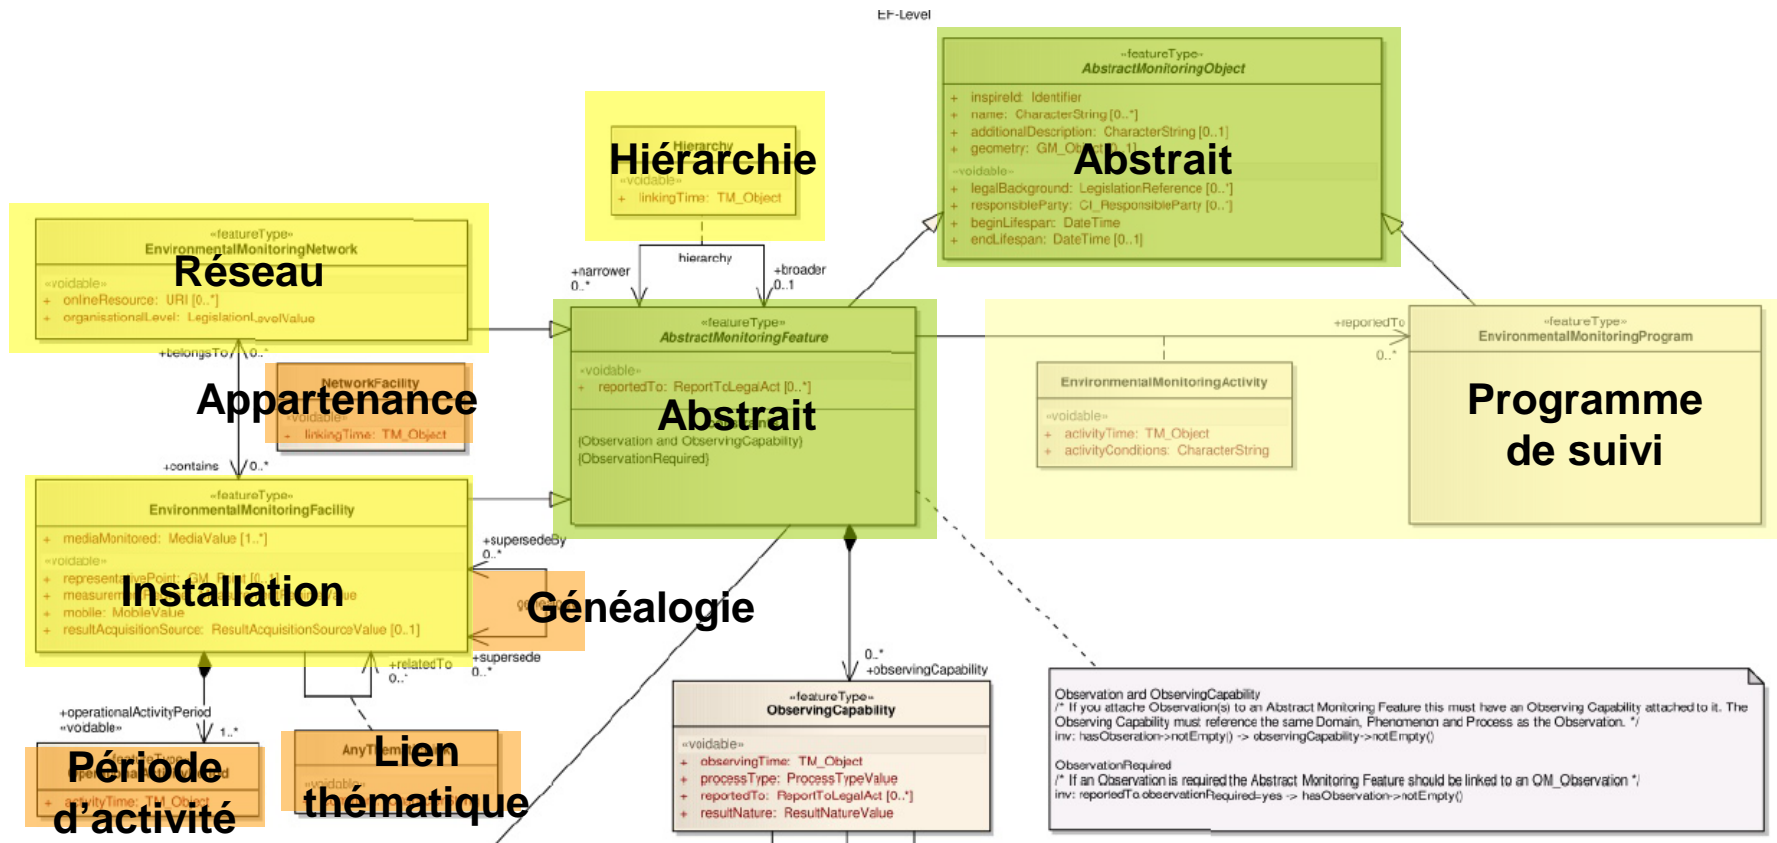 EF-Level
«featureType»
AbstractMonitoringObject
+ inspireId: Identifier
+ name: CharacterString [0..*]
+ additionalDescription: CharacterString [0..1]
+ geometry: GM_Object [0..1]
Abstrait
«voidable»
+ legalBackground: LegislationReference [0..*]
+ responsibleParty: CI_ResponsibleParty [0..*]
+ beginLifespan: DateTime
+ endLifespan: DateTime [0..1]
Hierarchy
Hiérarchie
«voidable»
+ linkingTime: TM_Object
hierarchy
+narrower
0..*
+broader
0..1
«featureType»
EnvironmentalMonitoringNetwork
Réseau
«voidable»
+ onlineResource: URI [0..*]
+ organisationalLevel: LegislationLevelValue
+belongsTo
0..*
NetworkFacility
Appartenance
«voidable»
+ linkingTime: TM_Object
+contains
0..*
«featureType»
AbstractMonitoringFeature
«voidable»
+ reportedTo: ReportToLegalAct [0..*]
Abstrait
{Observation and ObservingCapability}
{ObservationRequired}
+reportedTo
0..*
EnvironmentalMonitoringActivity
«voidable»
+ activityTime: TM_Object
+ activityConditions: CharacterString
«featureType»
EnvironmentalMonitoringProgram
Programme
de suivi
«featureType»
EnvironmentalMonitoringFacility
+ mediaMonitored: MediaValue [1..*]
«voidable»
+ representativePoint: GM_Point [0..1]
Installation
+ mobile: MobileValue
+ resultAcquisitionSource: ResultAcquisitionSourceValue [0..1]
+supersedeBy
0..*
Généalogie
+supersede
0..*
+relatedTo
0..*
+operationalActivityPeriod
«voidable»
1..*
«featureType»
Période
d’activité
+ activityTime: TM_Object
Lien
thématique
«voidable»
0..*
+observingCapability
«featureType»
ObservingCapability
«voidable»
+ observingTime: TM_Object
+ processType: ProcessTypeValue
+ reportedTo: ReportToLegalAct [0..*]
+ resultNature: ResultNatureValue
Observation and ObservingCapability
/* If you attache Observation(s) to an Abstract Monitoring Feature this must have an Observing Capability attached to it. The
Observing Capability must reference the same Domain, Phenomenon and Process as the Observation. */
inv: hasObseration->notEmpty() -> observingCapability->notEmpty()
ObservationRequired
/* If an Observation is required the Abstract Monitoring Feature should be linked to an OM_Observation */
inv: reportedTo.observationRequired=yes -> hasObservation->notEmpty()